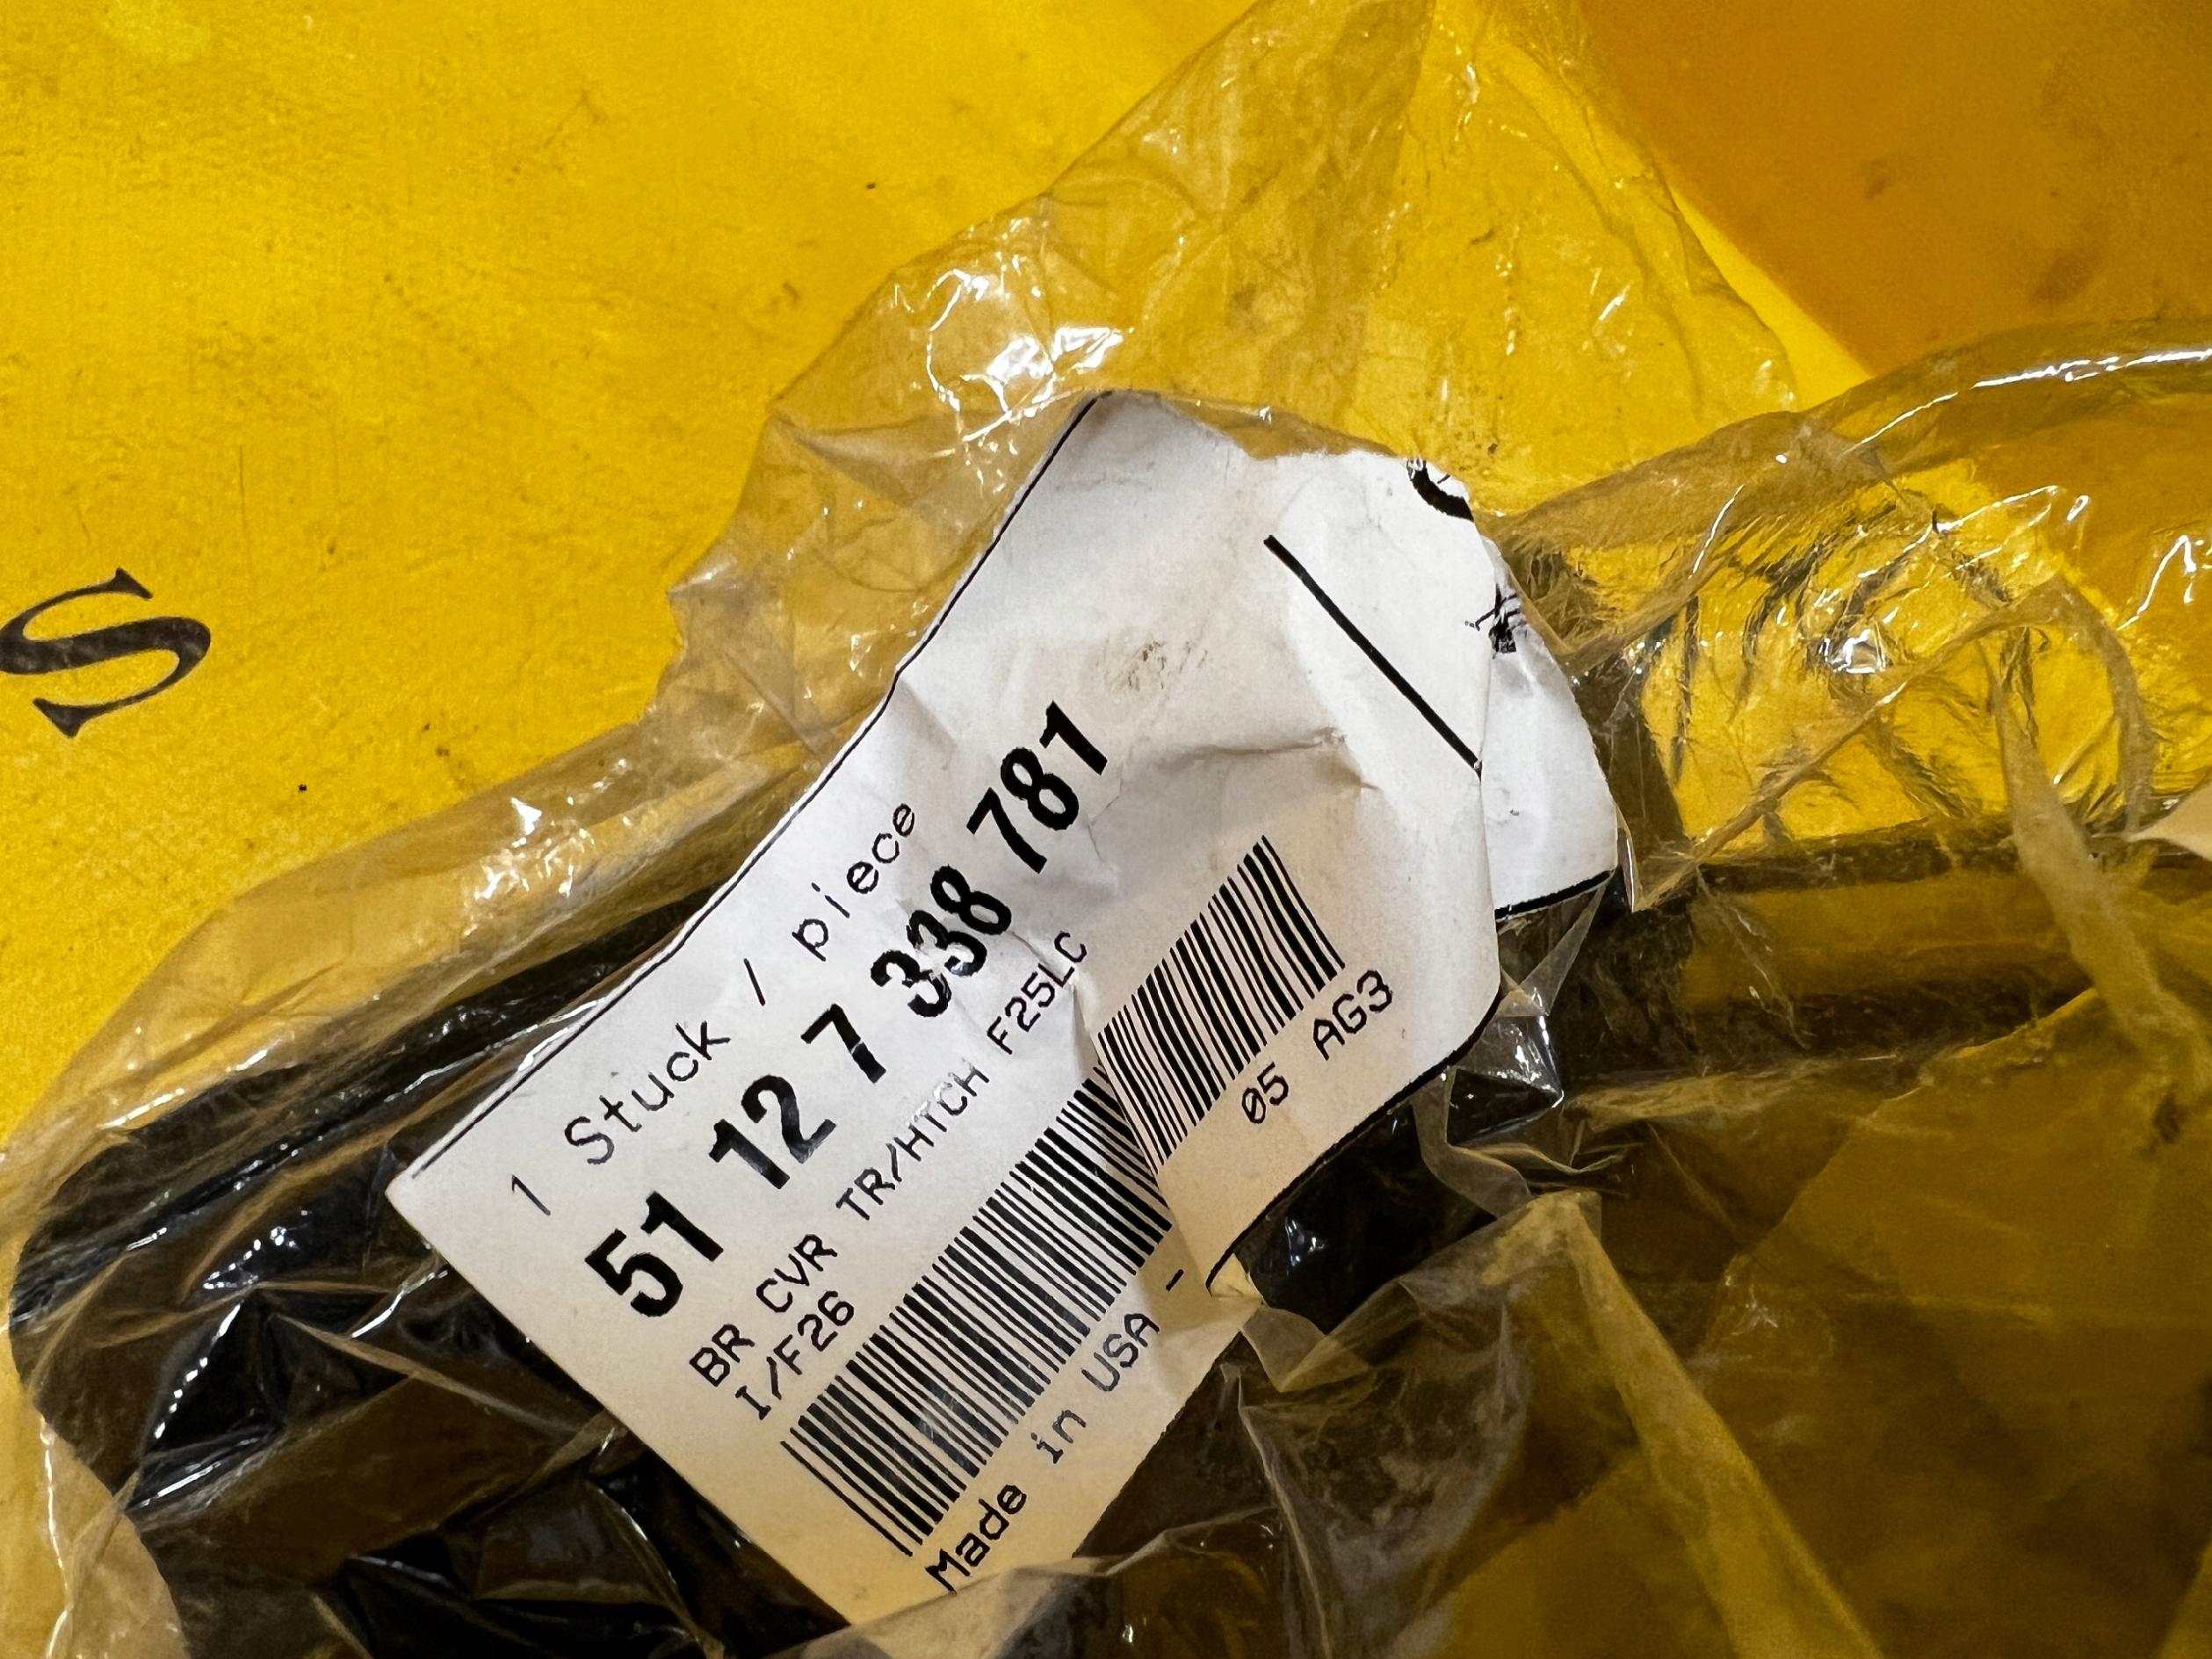 S
1 Stuck / piece
51 12 7 338 781
BR CVR TR/HTCH F25LC
I/F26
05 AG3
Made in USA -